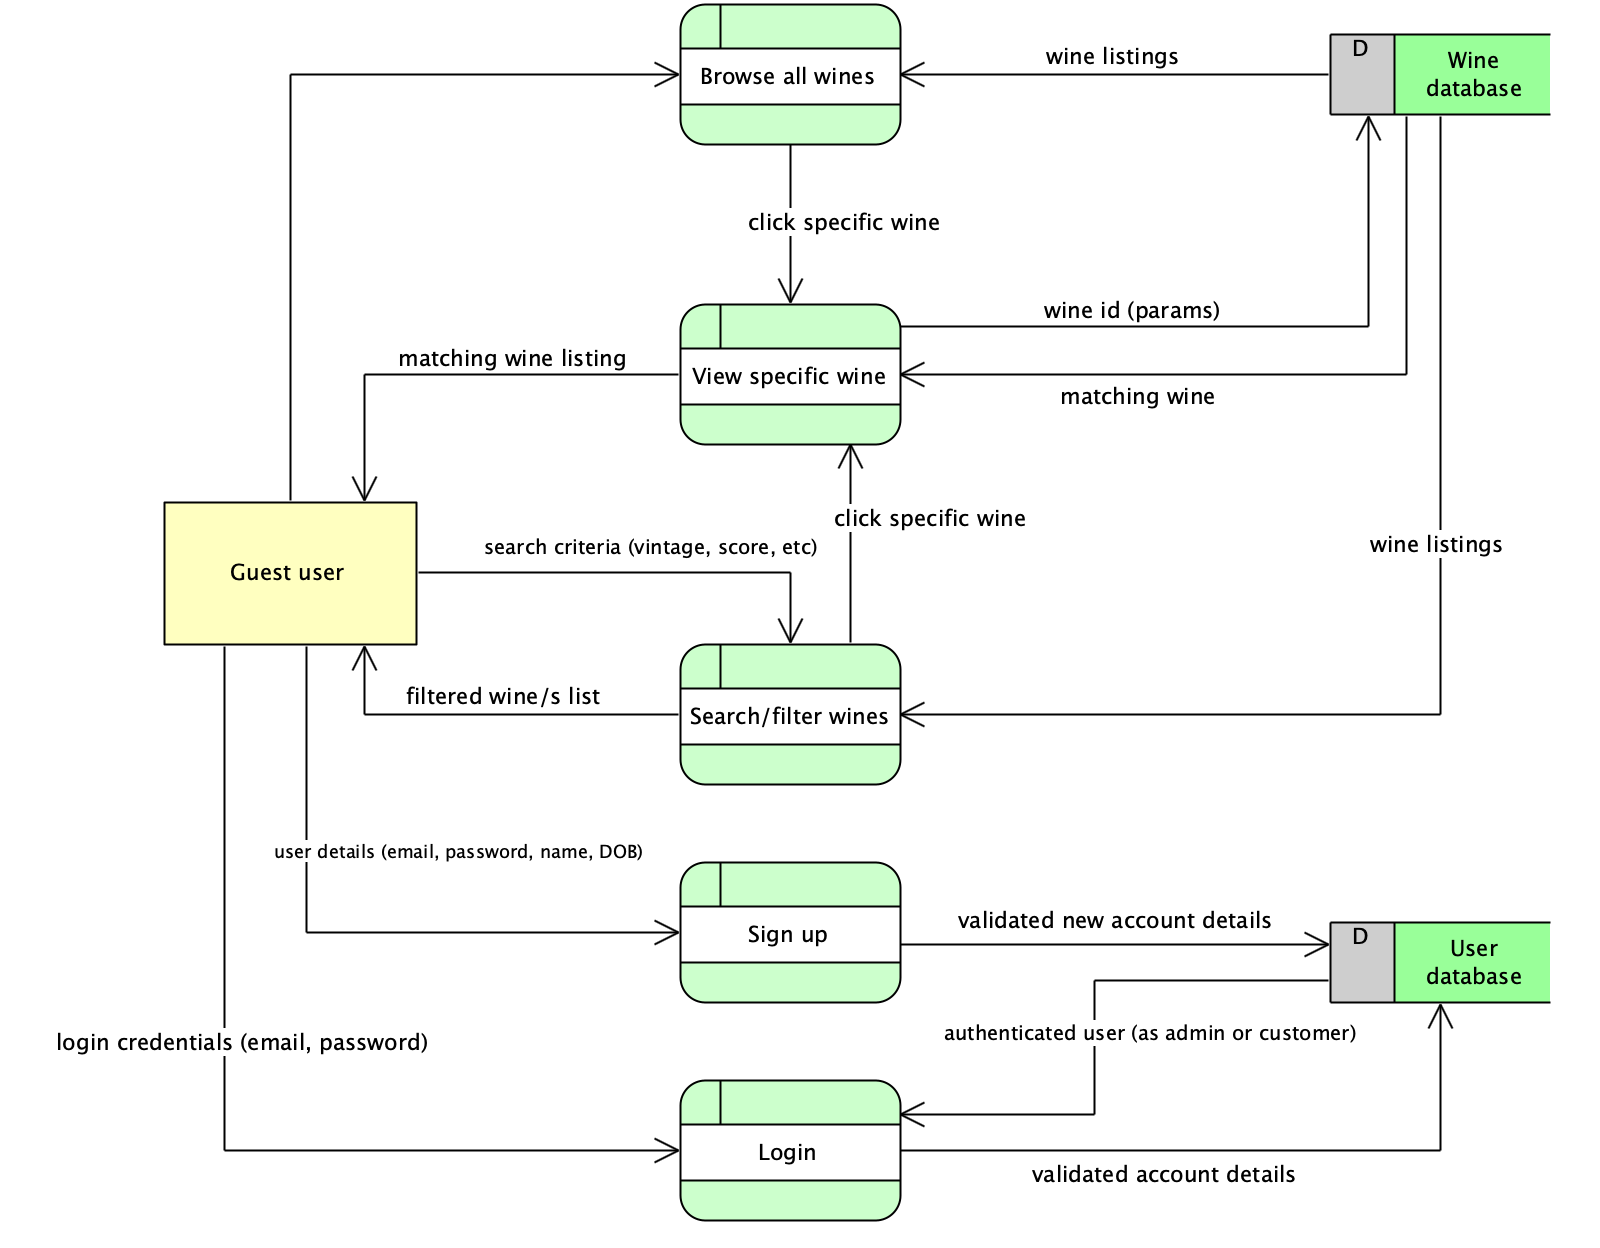 D
Wine
database
wine listings
Browse all wines
click specific wine
wine id (params)
matching wine listing
View specific wine
matching wine
click specific wine
search criteria (vintage, score, etc)
wine listings
Guest user
filtered wine/s list
Search/filter wines
user details (email, password, name, DOB)
validated new account details
Sign up
D
User
database
authenticated user (as admin or customer)
login credentials (email, password)
Login
validated account details